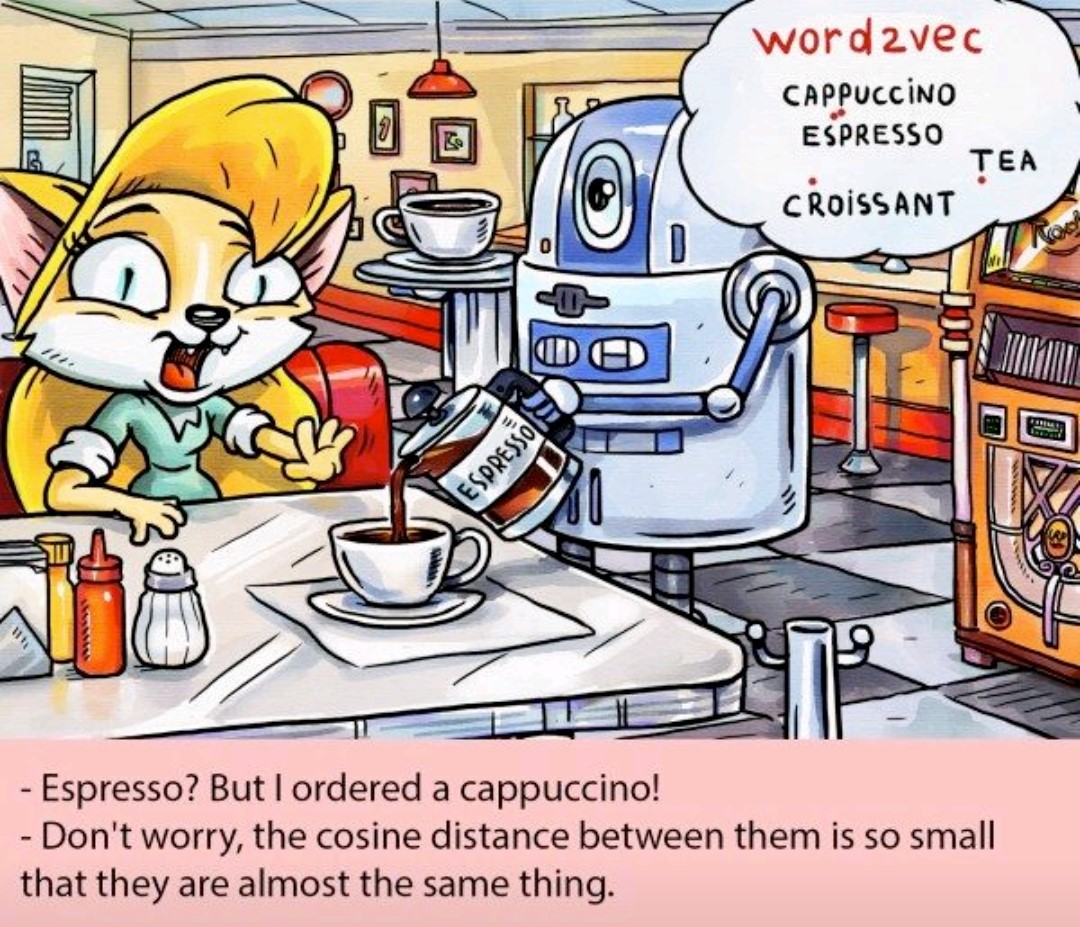 word2vec
CAPPUCCINO
ESPRESSO
TEA
CROISSANT
ESPRESSO
- Espresso? But I ordered a cappuccino!
- Don't worry, the cosine distance between them is so small
that they are almost the same thing.